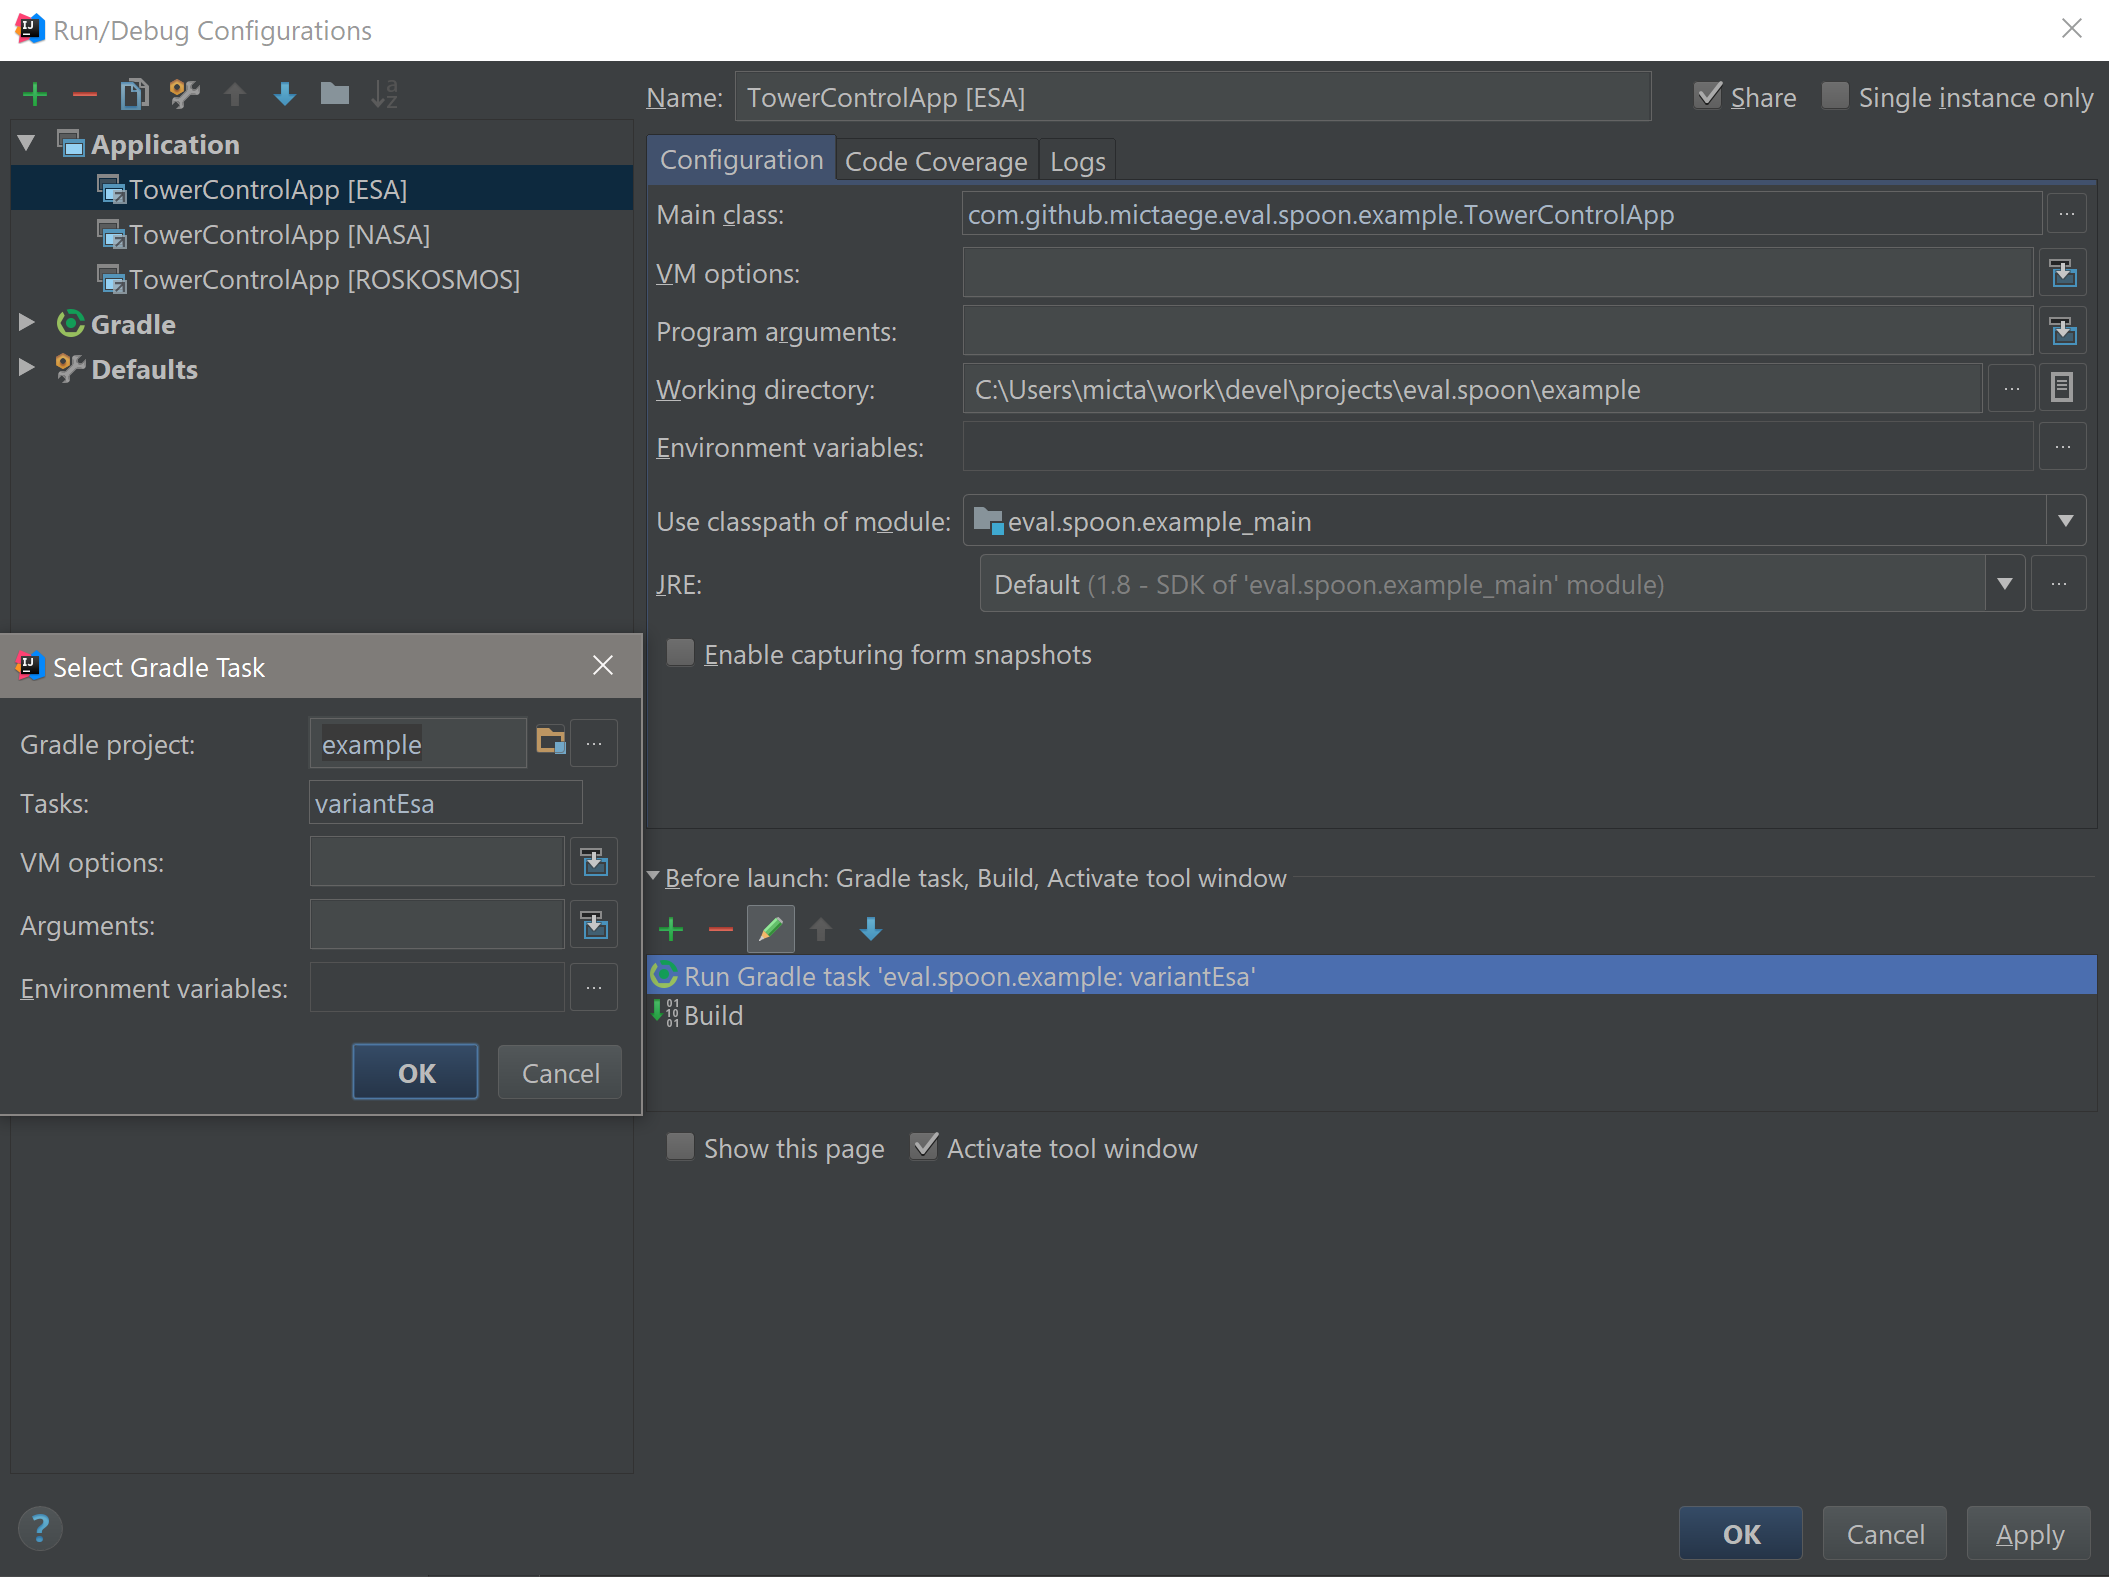 Run/Debug Configurations
Name: TowerControlApp [ESA] Share Single instance only
Application
TowerControlApp [ESA]
TowerControlApp [NASA]
TowerControlApp [ROSKOSMOS]
Gradle
Defaults
Configuration Code Coverage Logs
Main class: com.github.mictaege.eval.spoon.example.TowerControlApp ...
VM options:
Program arguments:
Working directory: C:\Users\micta\work\devel\projects\eval.spoon\example ...
Environment variables: ...
Use classpath of module: eval.spoon.example_main
JRE: Default (1.8 - SDK of 'eval.spoon.example_main' module) ...
Enable capturing form snapshots
Select Gradle Task
Gradle project: example ...
Tasks: variantEsa
VM options:
Arguments:
Environment variables: ...
OK Cancel
Before launch: Gradle task, Build, Activate tool window
Run Gradle task 'eval.spoon.example: variantEsa'
Build
Show this page Activate tool window
? OK Cancel Apply